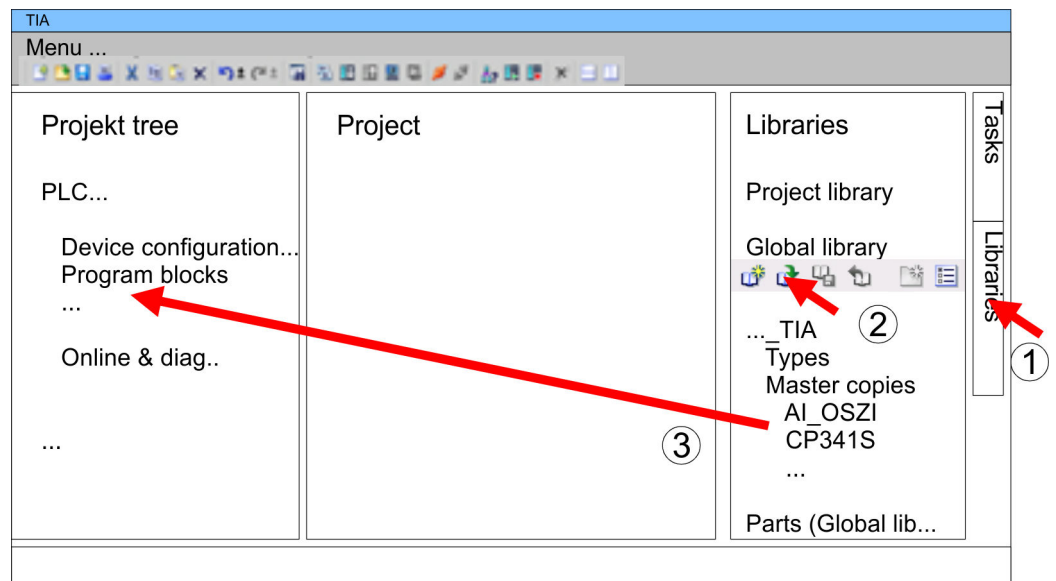 TIA
Menu ...
Projekt tree
PLC...
Device configuration...
Program blocks
...
Online & diag..
...
Project
③
Libraries
Project library
Global library
②
..._TIA
Types
Master copies
AI_OSZI
CP341S
...
Parts (Global lib...
Tasks
Libraries
①